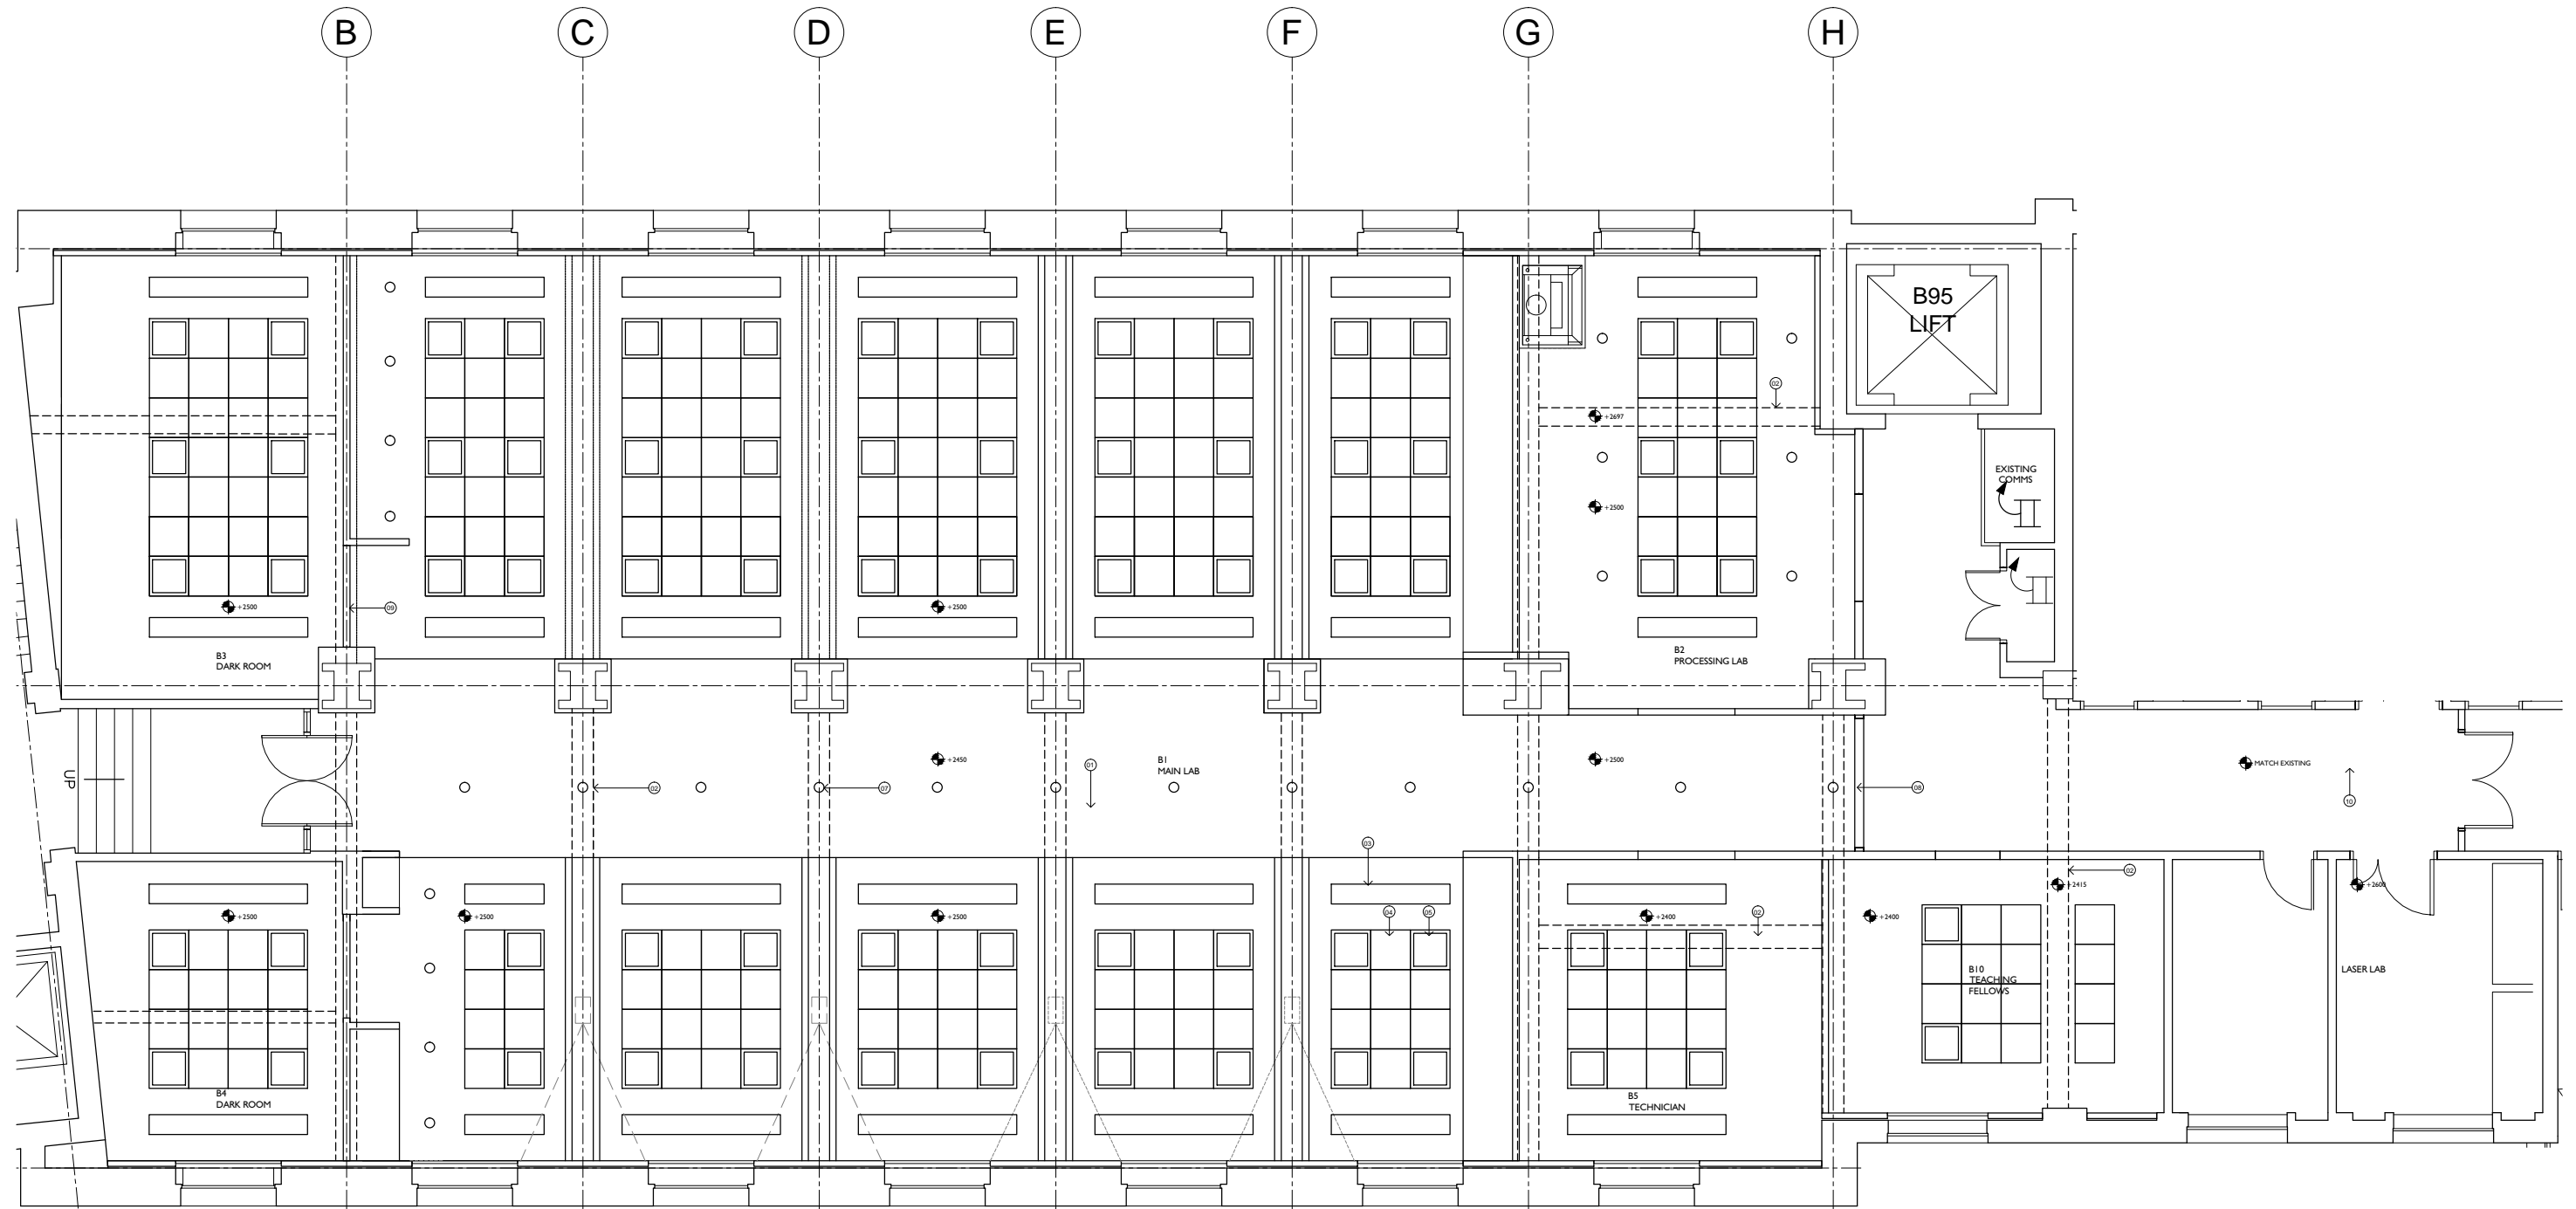 B
C
D
E
F
G
H
B95
LIFT
02
+2697
EXISTING
COMMS
+2500
+2500
09
+2500
B3
DARK ROOM
B2
PROCESSING LAB
UP
+2450
01
B1
MAIN LAB
+2500
MATCH EXISTING
02
07
08
10
03
02
+2415
+2600
+2500
+2500
+2500
04
05
+2400
02
+2400
B10
TEACHING
FELLOWS
LASER LAB
B4
DARK ROOM
B5
TECHNICIAN